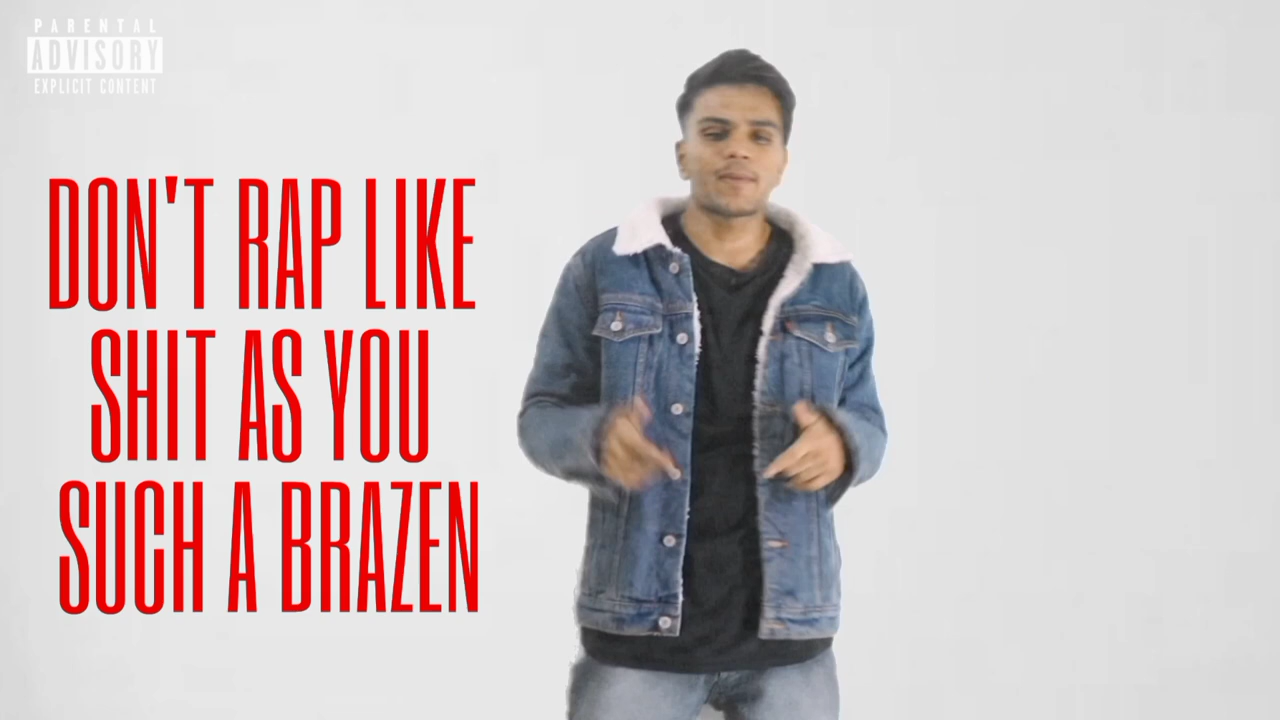 PARENTAL
ADVISORY
EXPLICIT CONTENT
DON'T RAP LIKE
SHIT AS YOU
SUCH A BRAZEN